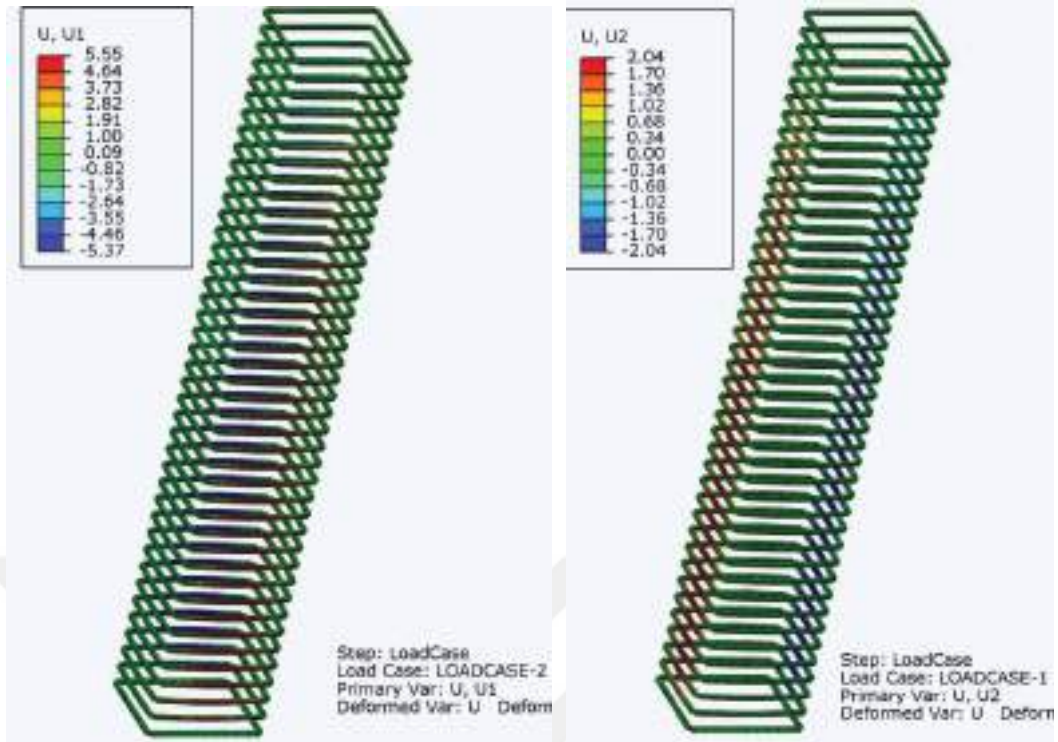 U, U1
5.55
4.64
3.73
2.82
1.91
1.00
0.09
-0.82
-1.73
-2.64
-3.55
-4.46
-5.37
Step: LoadCase
Load Case: LOADCASE-2
Primary Var: U, U1
Deformed Var: U Deform
U, U2
2.04
1.70
1.36
1.02
0.68
0.34
0.00
-0.34
-0.68
-1.02
-1.36
-1.70
-2.04
Step: LoadCase
Load Case: LOADCASE-1
Primary Var: U, U2
Deformed Var: U Deform